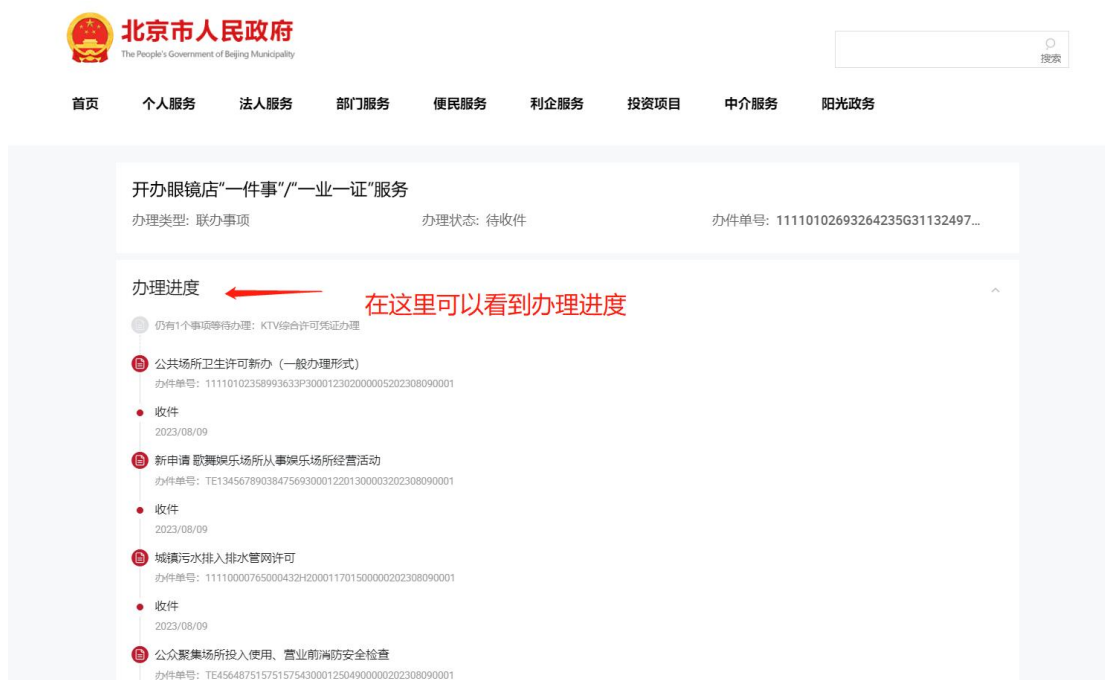 北京市人民政府
The People's Government of Beijing Municipality
搜索
首页 个人服务 法人服务 部门服务 便民服务 利企服务 投资项目 中介服务 阳光政务
开办眼镜店“一件事”/“一业一证”服务
办理类型: 联办事项 办理状态: 待收件 办件单号: 11110102693264235G31132497...
办理进度
在这里可以看到办理进度
仍有1个事项等待办理：KTV综合许可凭证办理
公共场所卫生许可新办（一般办理形式）
办件单号：11110102358993633P300012302000005202308090001
收件
2023/08/09
新申请 歌舞娱乐场所从事娱乐场所经营活动
办件单号：TE1345678903847569300012201300003202308090001
收件
2023/08/09
城镇污水排入排水管网许可
办件单号：11110000765000432H2000117015000000202308090001
收件
2023/08/09
公众聚集场所投入使用、营业前消防安全检查
办件单号：TE4564875157515754300012504900000202308090001